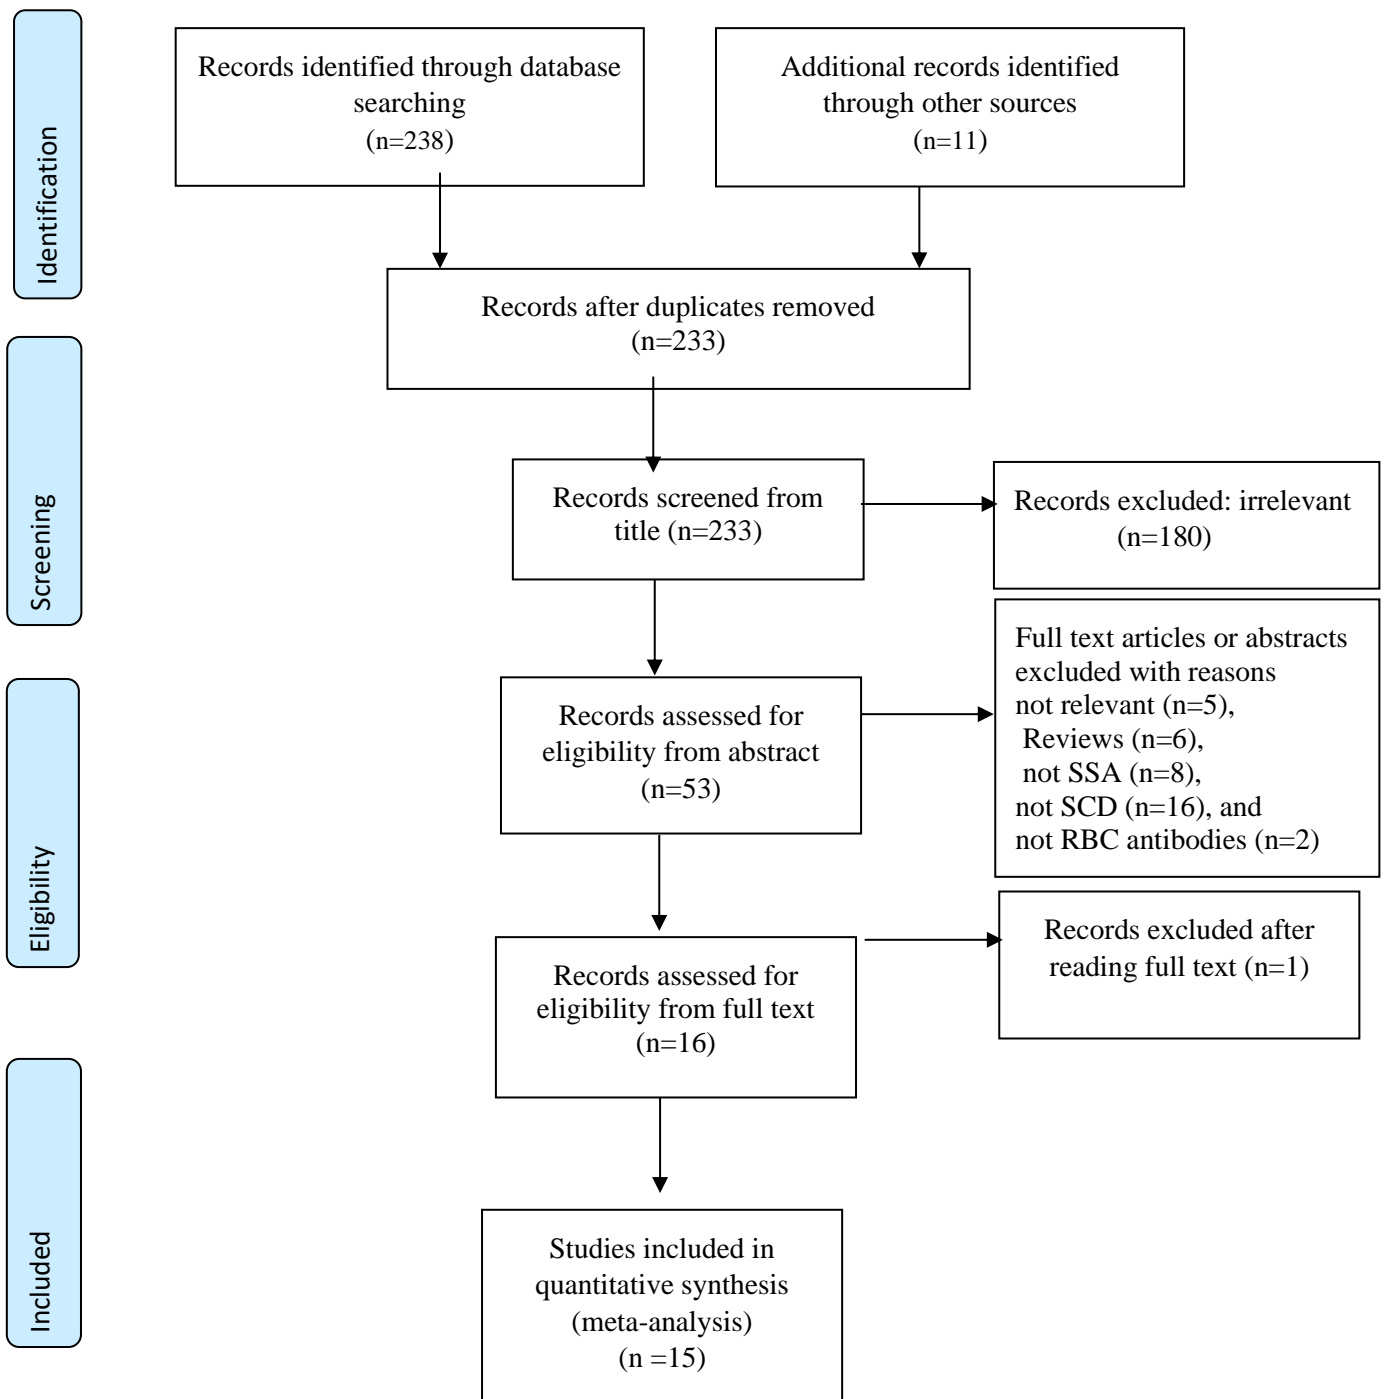 Identification
Records identified through database
searching
(n=238)
Additional records identified
through other sources
(n=11)
Records after duplicates removed
(n=233)
Screening
Records screened from
title (n=233)
Records excluded: irrelevant
(n=180)
Eligibility
Records assessed for
eligibility from abstract
(n=53)
Full text articles or abstracts
excluded with reasons
not relevant (n=5),
Reviews (n=6),
not SSA (n=8),
not SCD (n=16), and
not RBC antibodies (n=2)
Records assessed for
eligibility from full text
(n=16)
Records excluded after
reading full text (n=1)
Included
Studies included in
quantitative synthesis
(meta-analysis)
(n =15)